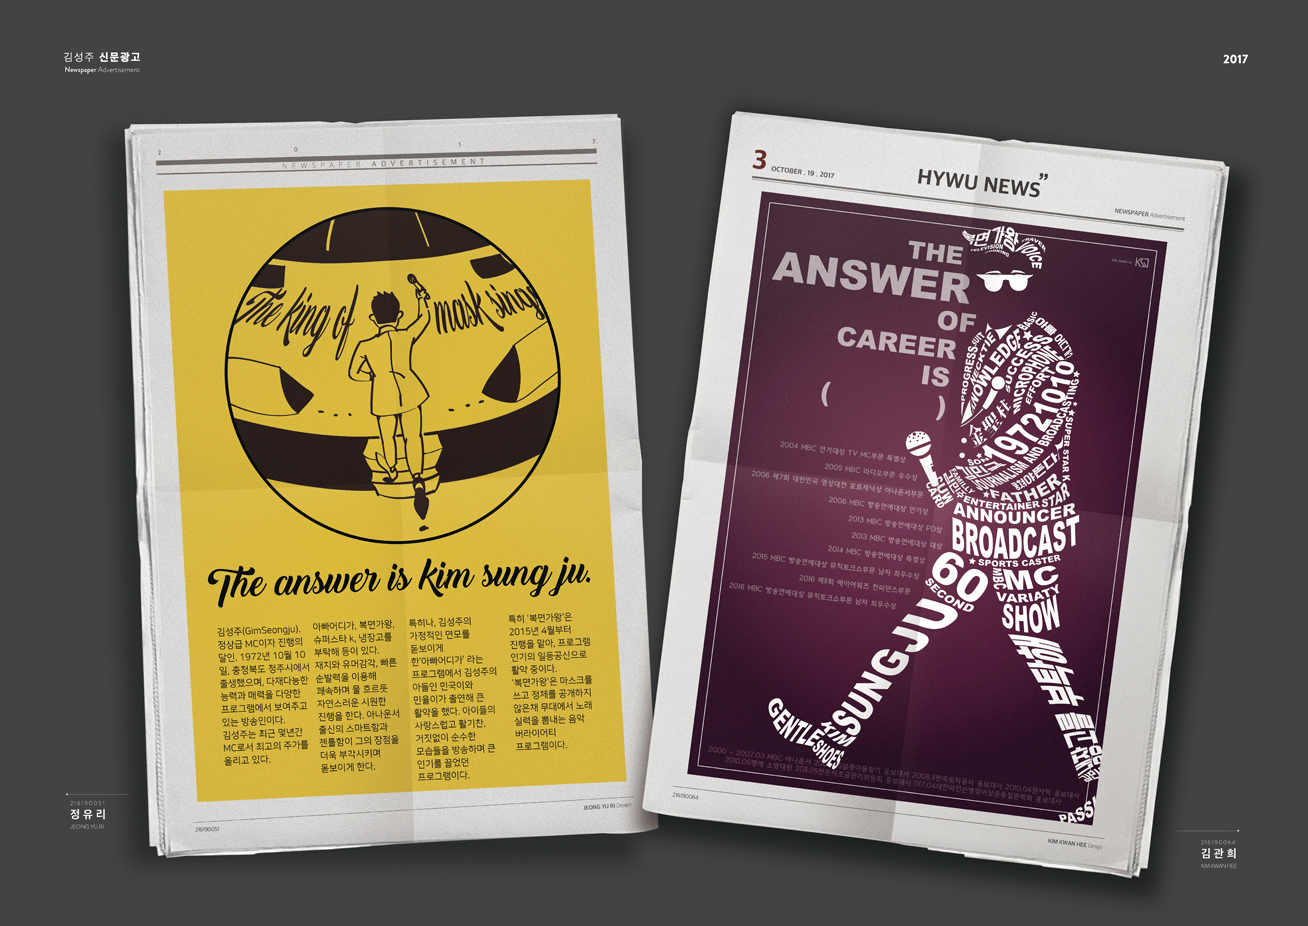 김성주 신문광고
Newspaper Advertisement
2017
2 0 1 7
NEWSPAPER ADVERTISEMENT
The king of mask singe
The answer is kim sung ju.
김성주(GimSeongju).
정상급 MC이자 진행의
달인. 1972년 10월 10
일, 충청북도 청주시에서
출생했으며, 다재다능한
능력과 매력을 다양한
프로그램에서 보여주고
있는 방송인이다.
김성주는 최근 몇년간
MC로서 최고의 주가를
올리고 있다.
아빠어디가, 복면가왕,
슈퍼스타 k, 냉장고를
부탁해 등이 있다.
재치와 유머감각, 빠른
순발력을 이용해
쾌속하며 물 흐르듯
자연스러운 시원한
진행을 한다. 아나운서
출신의 스마트함과
젠틀함이 그의 장점을
더욱 부각시키며
돋보이게 한다.
특히나, 김성주의
가정적인 면모를
돋보이게
한'아빠어디가' 라는
프로그램에서 김성주의
아들인 민국이와
민율이가 출연해 큰
활약을 했다. 아이들의
사랑스럽고 활기찬,
거짓없이 순수한
모습들을 방송하며 큰
인기를 끌었던
프로그램이다.
특히 '복면가왕'은
2015년 4월부터
진행을 맡아, 프로그램
인기의 일등공신으로
활약 중이다.
'복면가왕'은 마스크를
쓰고 정체를 공개하지
않은채 무대에서 노래
실력을 뽐내는 음악
버라이어티
프로그램이다.
216190051
JEONG YU RI Design
216190051
정유리
JEONG YU RI
3 OCTOBER . 19 . 2017
HYWU NEWS”
NEWSPAPER Advertisement
THE
ANSWER
OF
CAREER
IS
( )
복면가왕
TELEVISION
VOICE
KSJ
2004 MBC 연기대상 TV MC부문 특별상
2005 MBC 라디오부문 우수상
2006 제7회 대한민국 영상대전 포토제닉상 아나운서부문
2006 MBC 방송연예대상 인기상
2013 MBC 방송연예대상 PD상
2013 MBC 방송연예대상 대상
2014 MBC 방송연예대상 특별상
2015 MBC 방송연예대상 뮤직토크쇼부문 남자 최우수상
2016 제11회 에이어워즈 컨피던스부문
2016 MBC 방송연예대상 뮤직토크쇼부문 남자 최우수상
PROGRESS
NECKTIE
KNOWLEDGE
SUCCESS
BASIC
아빠 어디가
MICROPHONE
EFFORT
김성주
19721010
JOURNALISM AND BROADCASTING
SUPER STAR K
FAMILY
CUE CARD
FATHER
ENTERTAINER STAR
ANNOUNCER
BROADCAST
SPORTS CASTER
60
SECOND
MBC
MC
VARIATY
SHOW
냉장고를 부탁해
KIM
SUNGJU
GENTLE
SHOES
PASS
216190064
KIM KWAN HEE Design
216190064
김관희
KIM KWAN HEE